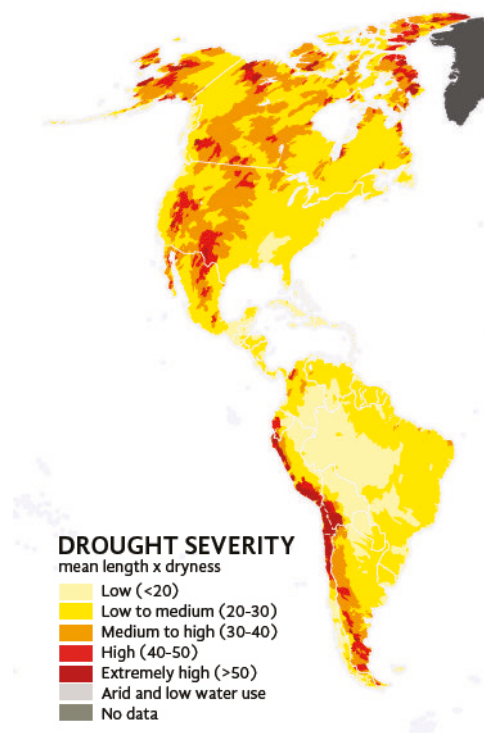 DROUGHT SEVERITY
mean length x dryness
Low (<20)
Low to medium (20-30)
Medium to high (30-40)
High (40-50)
Extremely high (>50)
Arid and low water use
No data